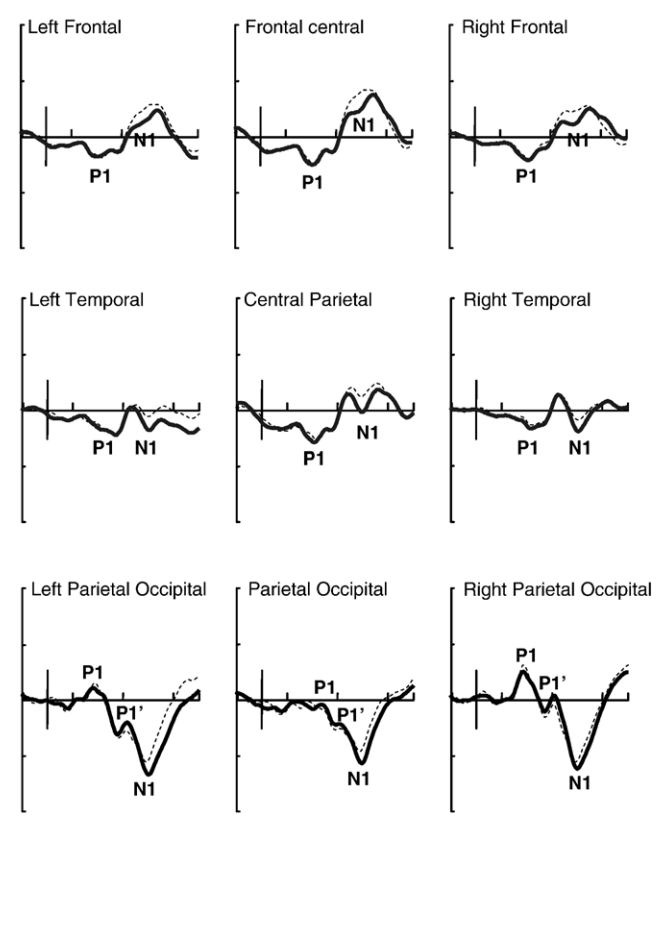 Left Frontal
Frontal central
Right Frontal
N1
N1
N1
P1
P1
P1
Left Temporal
Central Parietal
Right Temporal
P1
N1
P1
N1
P1
N1
Left Parietal Occipital
Parietal Occipital
Right Parietal Occipital
P1
P1'
N1
P1
P1'
N1
P1
P1'
N1